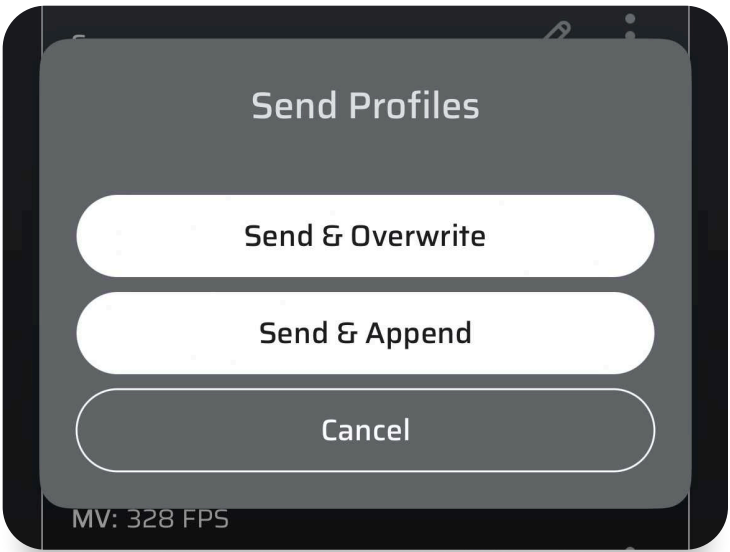 Send Profiles
Send & Overwrite
Send & Append
Cancel
MV: 328 FPS